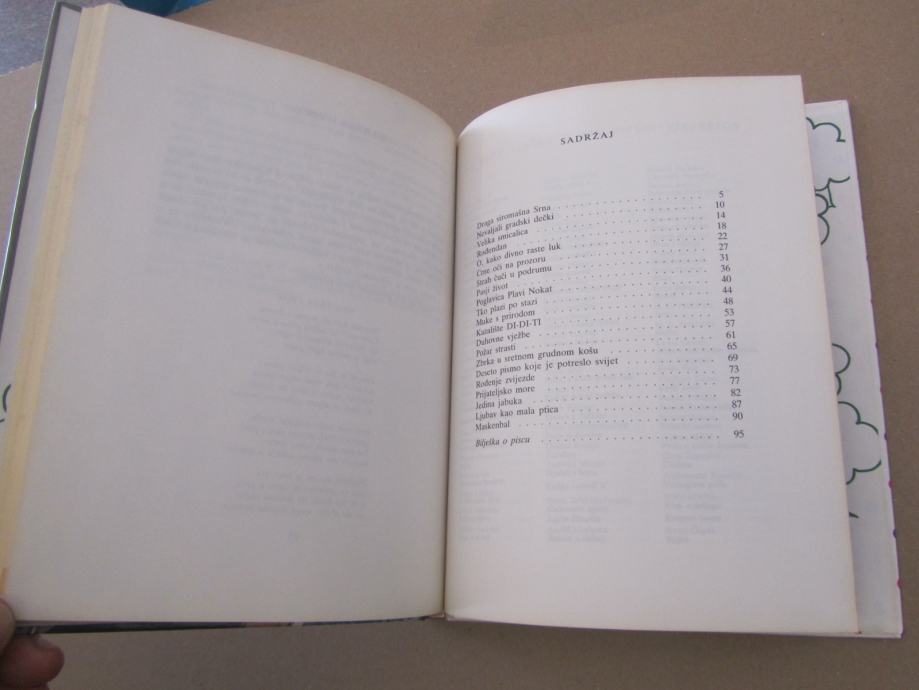 SADRŽAJ
Draga siromašna Srna . . . . . 5
Nevaljali gradski dečki . . . . . 10
Velika smicalica . . . . . 14
Rođendan . . . . . 18
O, kako divno raste luk . . . . . 22
Crne oči na prozoru . . . . . 27
Strah čuči u podrumu . . . . . 31
Pasji život . . . . . 36
Poglavica Plavi Nokat . . . . . 40
Tko plazi po stazi . . . . . 44
Muke s prirodom . . . . . 48
Kazalište DI-DI-TI . . . . . 53
Duhovne vježbe . . . . . 57
Požar strasti . . . . . 61
Zbrka u sretnom grudnom košu . . . . . 65
Deseto pismo koje je potreslo svijet . . . . . 69
Rođenje zvijezde . . . . . 73
Prijateljsko more . . . . . 77
Jedina jabuka . . . . . 82
Ljubav kao mala ptica . . . . . 87
Maskenbal . . . . . 90
Bilješka o piscu . . . . . 95